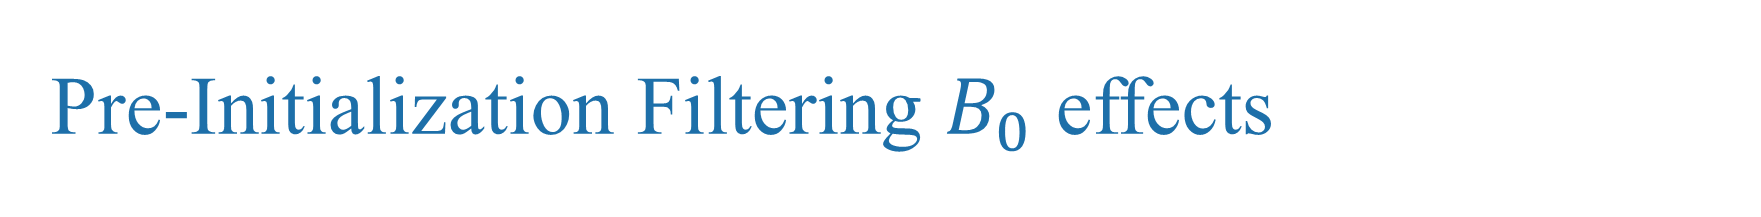 Pre-Initialization Filtering B₀ effects